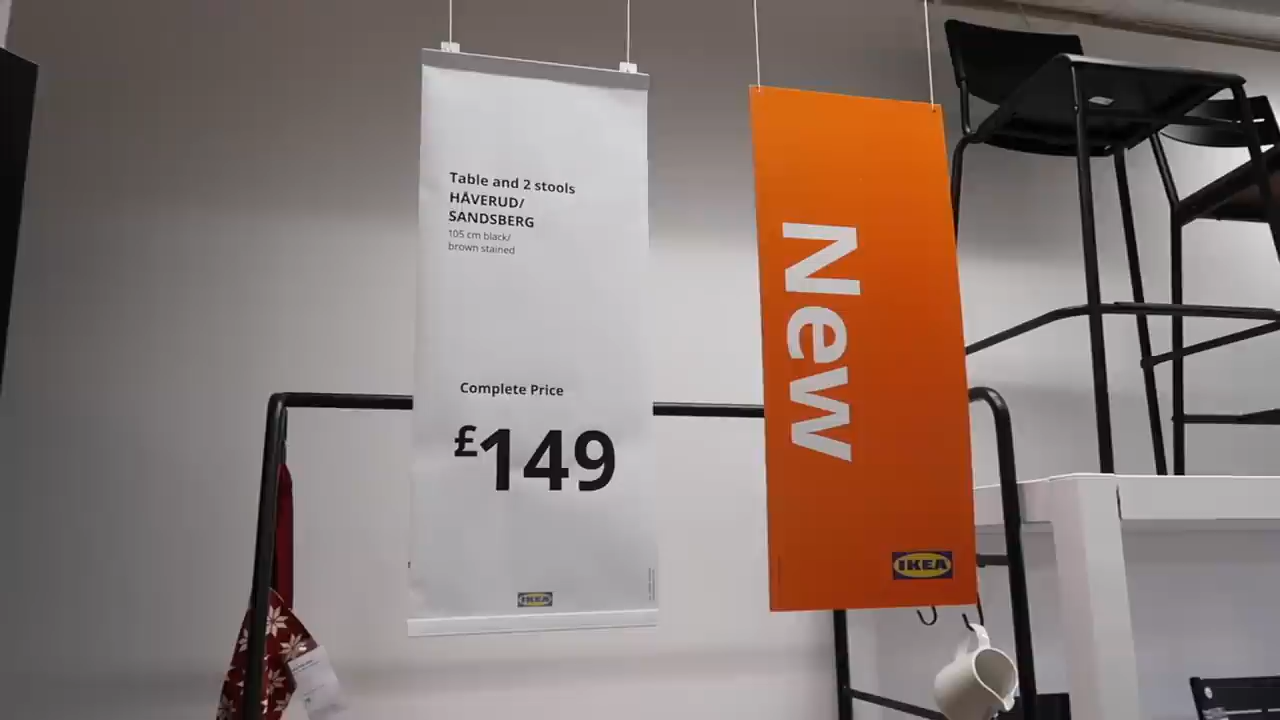 Table and 2 stools
HÅVERUD/
SANDSBERG
105 cm black/
brown stained
Complete Price
£149
IKEA
New
IKEA